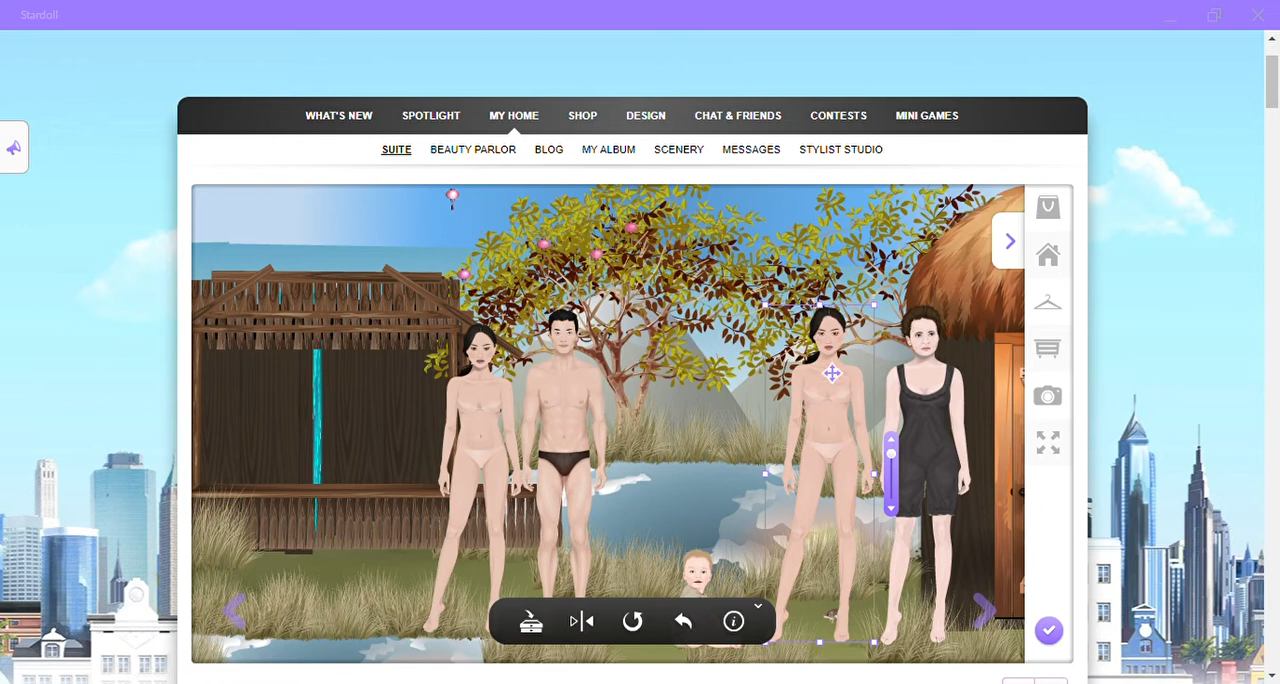 Stardoll
WHAT'S NEW SPOTLIGHT MY HOME SHOP DESIGN CHAT & FRIENDS CONTESTS MINI GAMES
SUITE BEAUTY PARLOR BLOG MY ALBUM SCENERY MESSAGES STYLIST STUDIO